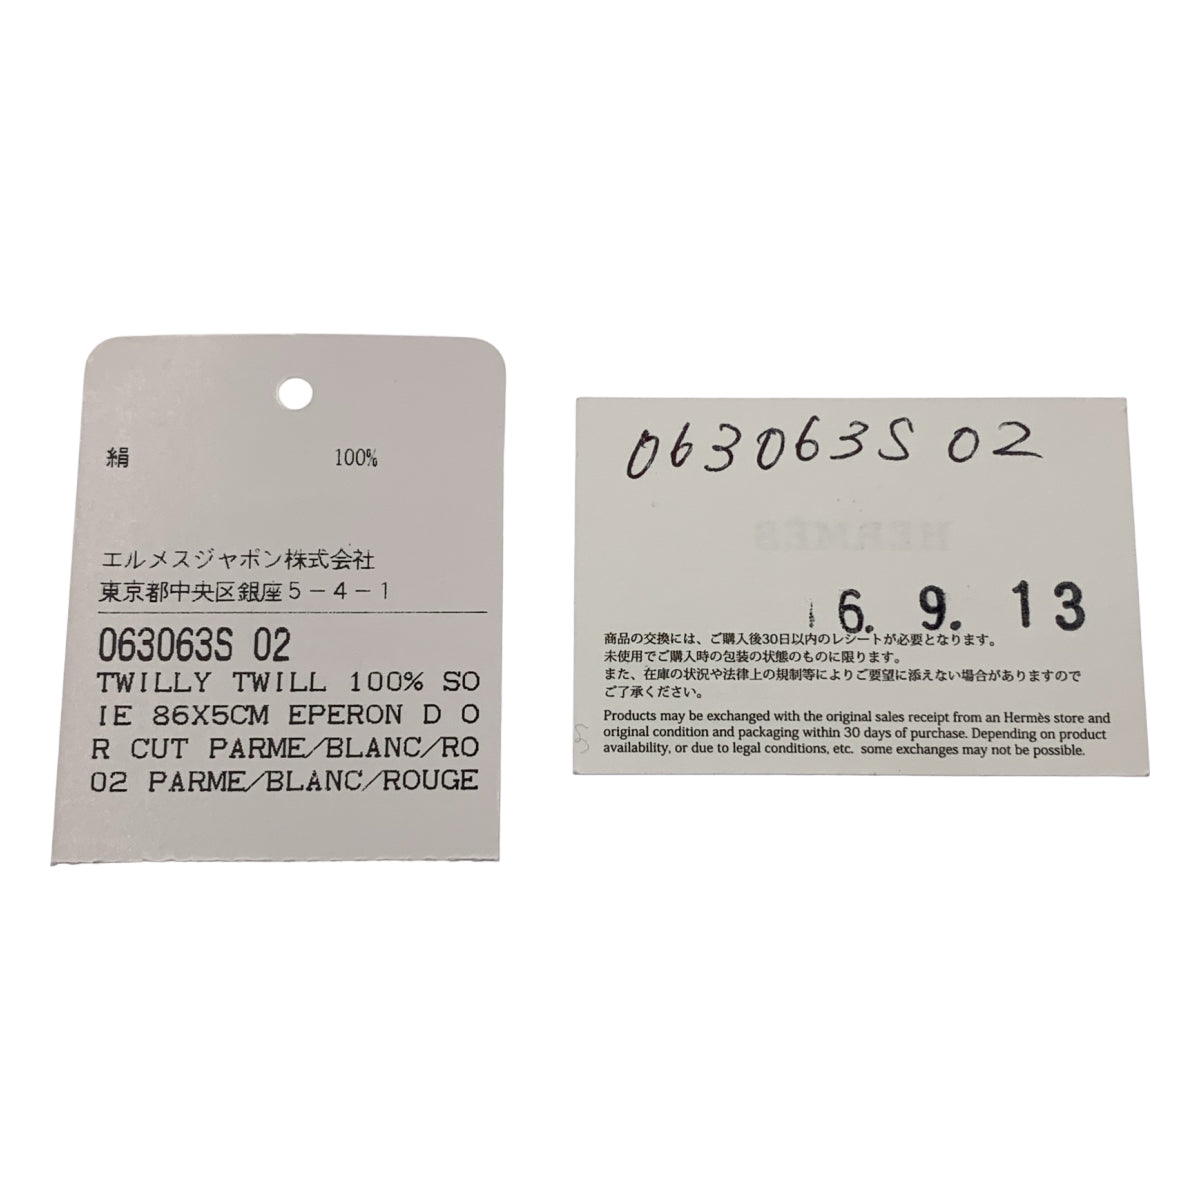 絹 100%
エルメスジャポン株式会社
東京都中央区銀座5-4-1
063063S 02
TWILLY TWILL 100% SO
IE 86X5CM EPERON D O
R CUT PARME/BLANC/RO
02 PARME/BLANC/ROUGE
063063S 02
HERMÈS
16. 9. 13
商品の交換には、ご購入後30日以内のレシートが必要となります。
未使用でご購入時の包装の状態のものに限ります。
また、在庫の状況や法律上の規制等によりご要望に添えない場合がありますので
ご了承ください。
Products may be exchanged with the original sales receipt from an Hermès store and
original condition and packaging within 30 days of purchase. Depending on product
availability, or due to legal conditions, etc. some exchanges may not be possible.